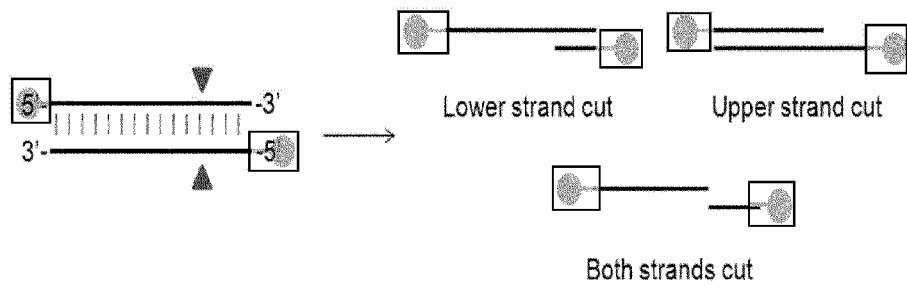 5'- -3'
3'- -5'
Lower strand cut
Upper strand cut
Both strands cut